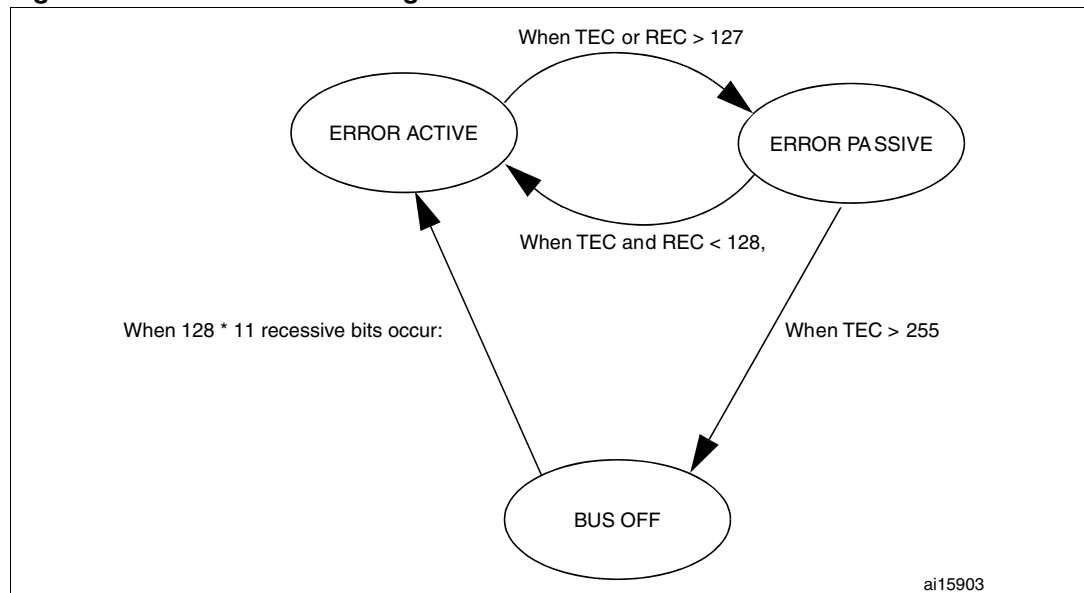 When TEC or REC > 127
ERROR ACTIVE
ERROR PASSIVE
When TEC and REC < 128,
When 128 * 11 recessive bits occur:
When TEC > 255
BUS OFF
ai15903